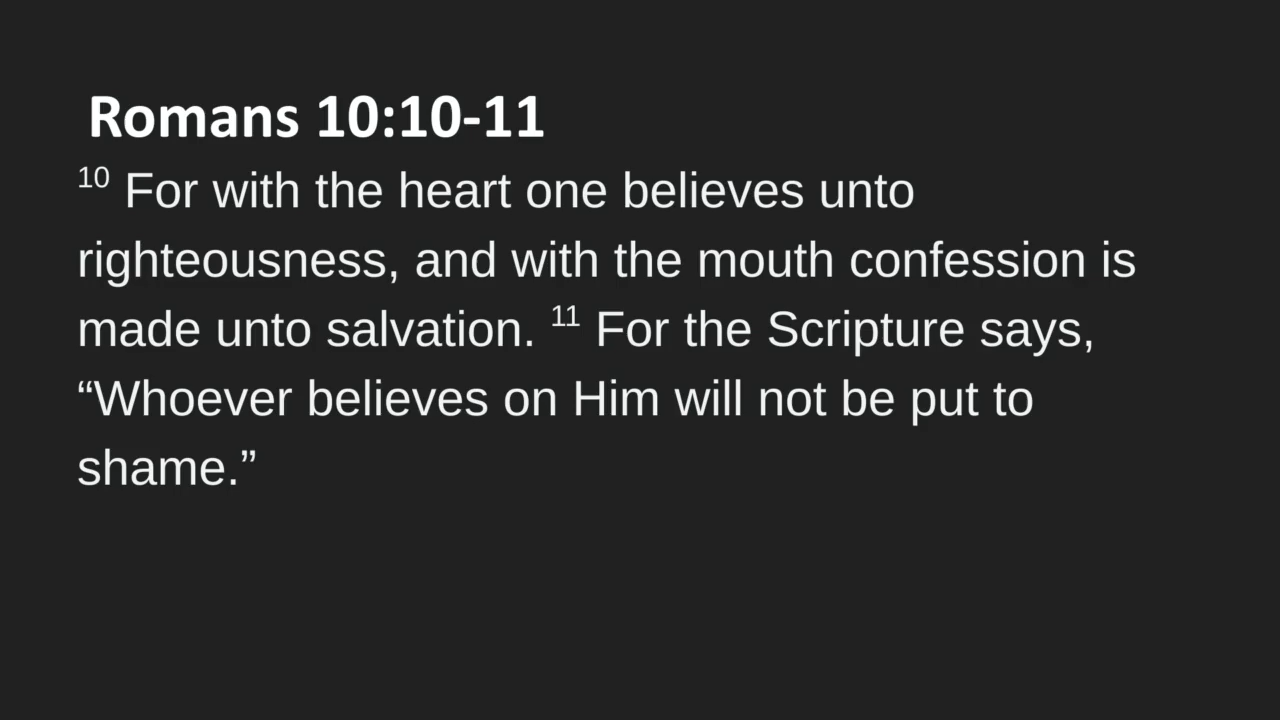 Romans 10:10-11
10 For with the heart one believes unto
righteousness, and with the mouth confession is
made unto salvation. 11 For the Scripture says,
“Whoever believes on Him will not be put to
shame.”